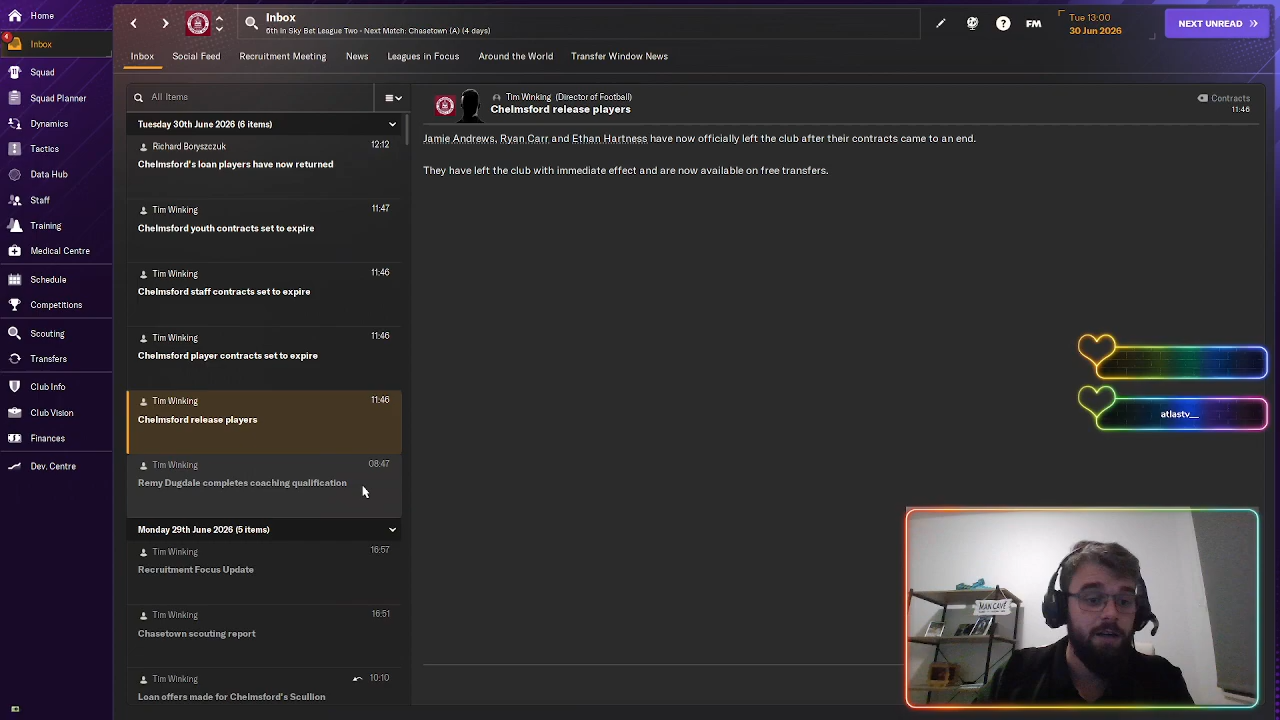 Home
Inbox
Squad
Squad Planner
Dynamics
Tactics
Data Hub
Staff
Training
Medical Centre
Schedule
Competitions
Scouting
Transfers
Club Info
Club Vision
Finances
Dev. Centre
Inbox
6th in Sky Bet League Two - Next Match: Chasetown (A) (4 days)
FM
Tue 13:00
30 Jun 2026
NEXT UNREAD
Inbox
Social Feed
Recruitment Meeting
News
Leagues in Focus
Around the World
Transfer Window News
All Items
Tuesday 30th June 2026 (6 items)
Richard Boryszczuk 12:12
Chelmsford's loan players have now returned
Tim Winking 11:47
Chelmsford youth contracts set to expire
Tim Winking 11:46
Chelmsford staff contracts set to expire
Tim Winking 11:46
Chelmsford player contracts set to expire
Tim Winking 11:46
Chelmsford release players
Tim Winking 08:47
Remy Dugdale completes coaching qualification
Monday 29th June 2026 (5 items)
Tim Winking 16:57
Recruitment Focus Update
Tim Winking 16:51
Chasetown scouting report
Tim Winking 10:10
Loan offers made for Chelmsford's Scullion
Tim Winking (Director of Football)
Chelmsford release players
Contracts
11:46
Jamie Andrews, Ryan Carr and Ethan Hartness have now officially left the club after their contracts came to an end.
They have left the club with immediate effect and are now available on free transfers.
atlastv__
MAN CAVE